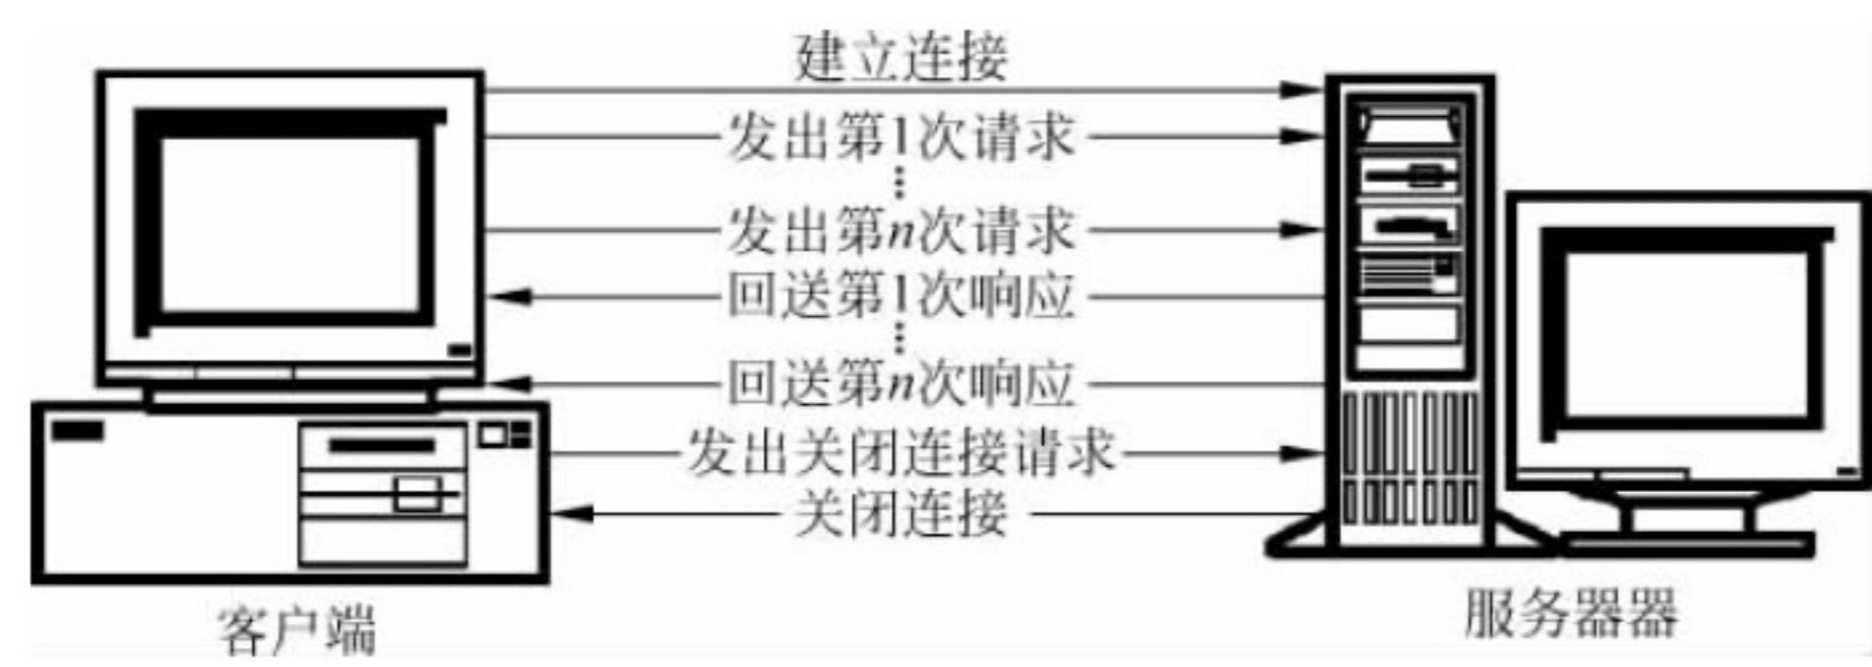 建立连接
发出第1次请求
⋮
发出第n次请求
回送第1次响应
⋮
回送第n次响应
发出关闭连接请求
关闭连接
客户端
服务器器